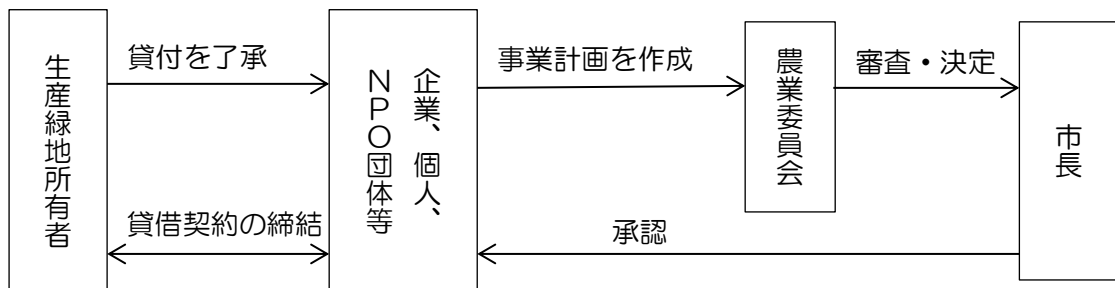 生産緑地所有者
貸付を了承
貸借契約の締結
企業、個人、
NPO団体等
事業計画を作成
農業委員会
審査・決定
承認
市長